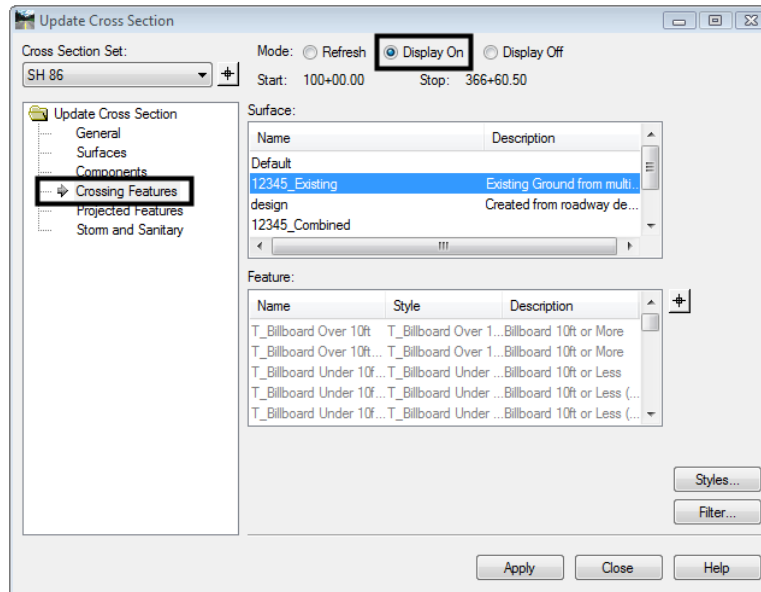 Update Cross Section
Cross Section Set:
SH 86
Mode: Refresh Display On Display Off
Start: 100+00.00 Stop: 366+60.50
Update Cross Section
General
Surfaces
Components
Crossing Features
Projected Features
Storm and Sanitary
Surface:
Name Description
Default
12345_Existing Existing Ground from multi...
design Created from roadway de...
12345_Combined
Feature:
Name Style Description
T_Billboard Over 10ft T_Billboard Over 1... Billboard 10ft or More
T_Billboard Over 10ft... T_Billboard Over 1... Billboard 10ft or More
T_Billboard Under 10f... T_Billboard Under ... Billboard 10ft or Less
T_Billboard Under 10f... T_Billboard Under ... Billboard 10ft or Less (...
T_Billboard Under 10f... T_Billboard Under ... Billboard 10ft or Less (...
Styles...
Filter...
Apply Close Help